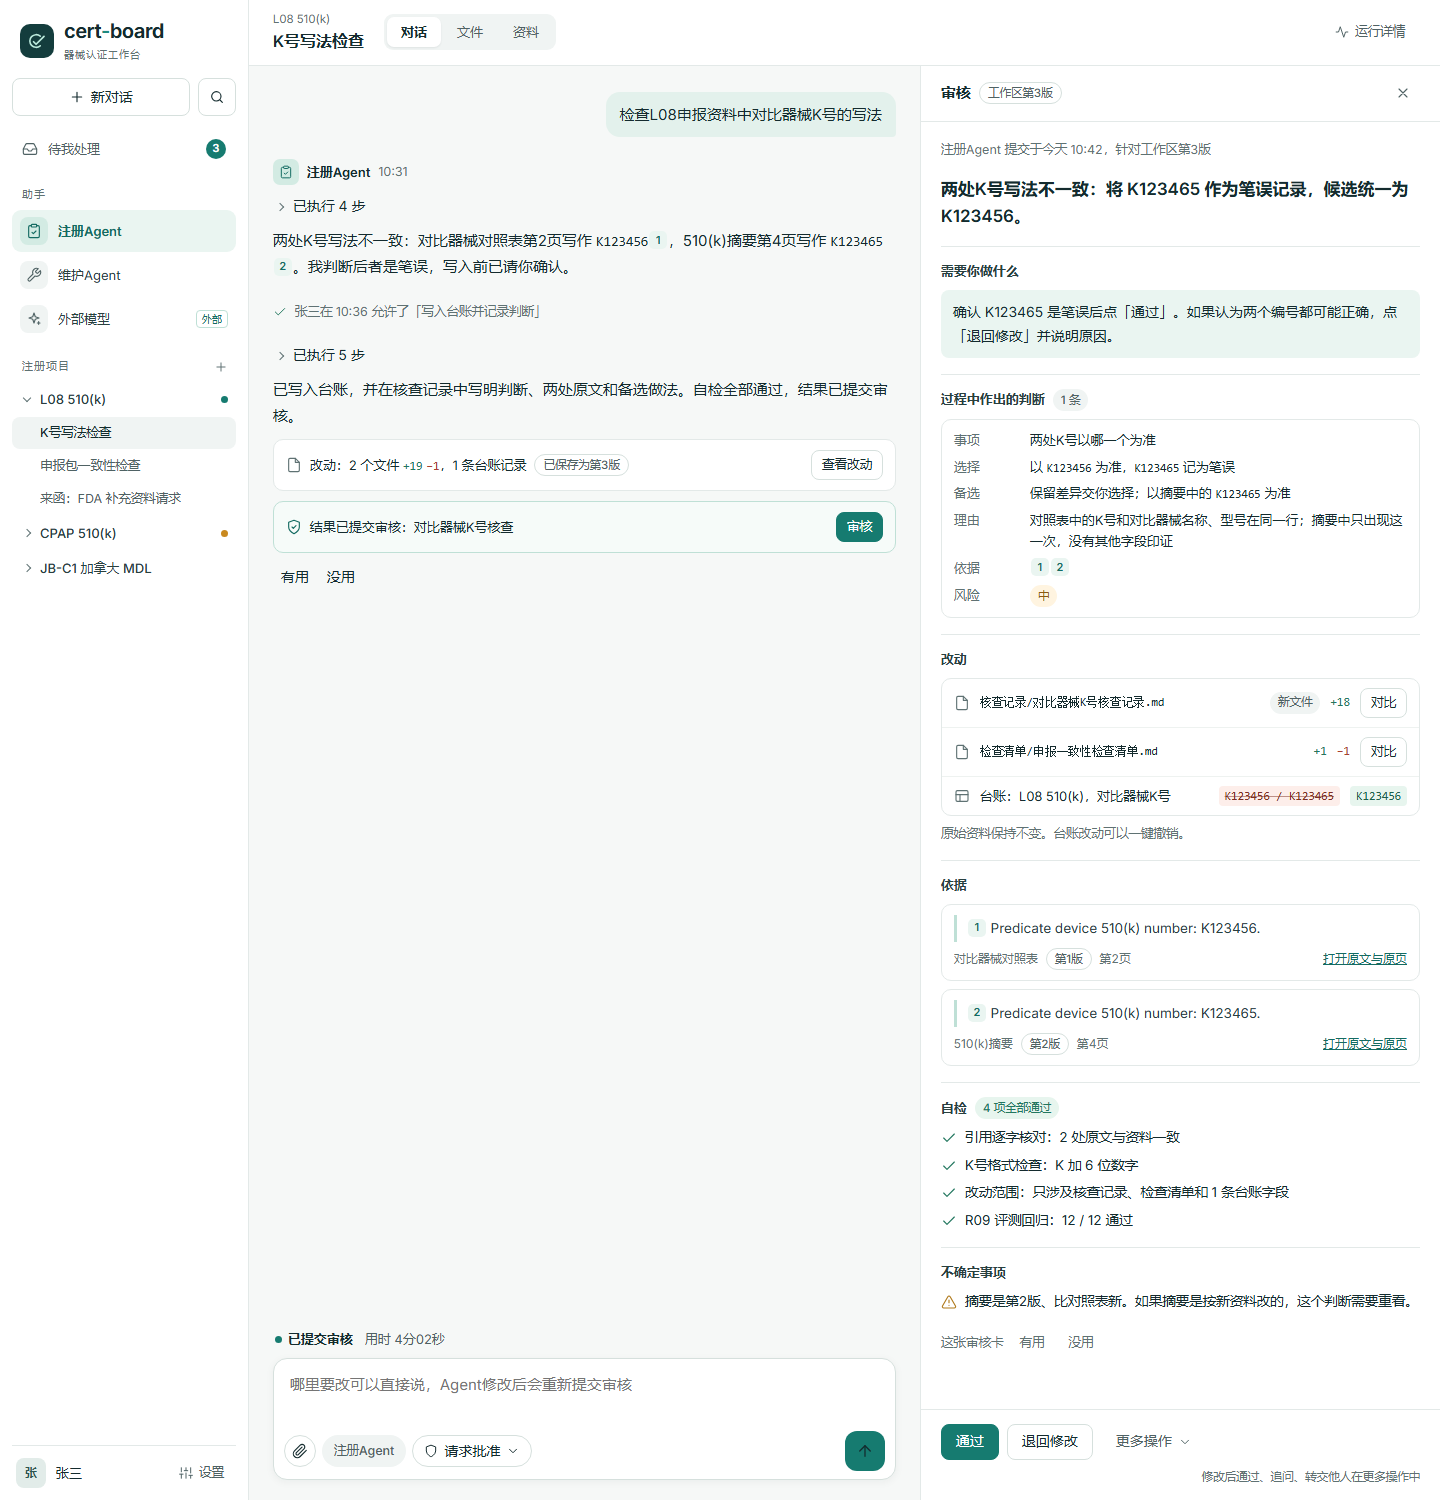 cert-board
器械认证工作台
新对话
待我处理
3
助手
注册Agent
维护Agent
外部模型
外部
注册项目
L08 510(k)
K号写法检查
申报包一致性检查
来函：FDA 补充资料请求
CPAP 510(k)
JB-C1 加拿大 MDL
张
张三
设置
L08 510(k)
K号写法检查
对话
文件
资料
运行详情
检查L08申报资料中对比器械K号的写法
注册Agent 10:31
已执行 4 步
两处K号写法不一致：对比器械对照表第2页写作 K123456 1 ，510(k)摘要第4页写作 K123465
2 。我判断后者是笔误，写入前已请你确认。
张三在 10:36 允许了「写入台账并记录判断」
已执行 5 步
已写入台账，并在核查记录中写明判断、两处原文和备选做法。自检全部通过，结果已提交审
核。
改动：2 个文件 +19 −1，1 条台账记录 已保存为第3版
查看改动
结果已提交审核：对比器械K号核查
审核
有用 没用
已提交审核 用时 4分02秒
哪里要改可以直接说，Agent修改后会重新提交审核
注册Agent
请求批准
审核 工作区第3版
注册Agent 提交于今天 10:42，针对工作区第3版
两处K号写法不一致：将 K123465 作为笔误记录，候选统一为
K123456。
需要你做什么
确认 K123465 是笔误后点「通过」。如果认为两个编号都可能正确，点
「退回修改」并说明原因。
过程中作出的判断 1 条
事项 两处K号以哪一个为准
选择 以 K123456 为准，K123465 记为笔误
备选 保留差异交你选择；以摘要中的 K123465 为准
理由 对照表中的K号和对比器械名称、型号在同一行；摘要中只出现这
一次，没有其他字段印证
依据 1 2
风险 中
改动
核查记录/对比器械K号核查记录.md 新文件 +18 对比
检查清单/申报一致性检查清单.md +1 −1 对比
台账：L08 510(k)，对比器械K号 K123456 / K123465 K123456
原始资料保持不变。台账改动可以一键撤销。
依据
1 Predicate device 510(k) number: K123456.
对比器械对照表 第1版 第2页 打开原文与原页
2 Predicate device 510(k) number: K123465.
510(k)摘要 第2版 第4页 打开原文与原页
自检 4 项全部通过
引用逐字核对：2 处原文与资料一致
K号格式检查：K 加 6 位数字
改动范围：只涉及核查记录、检查清单和 1 条台账字段
R09 评测回归：12 / 12 通过
不确定事项
摘要是第2版、比对照表新。如果摘要是按新资料改的，这个判断需要重看。
这张审核卡 有用 没用
通过
退回修改
更多操作
修改后通过、追问、转交他人在更多操作中